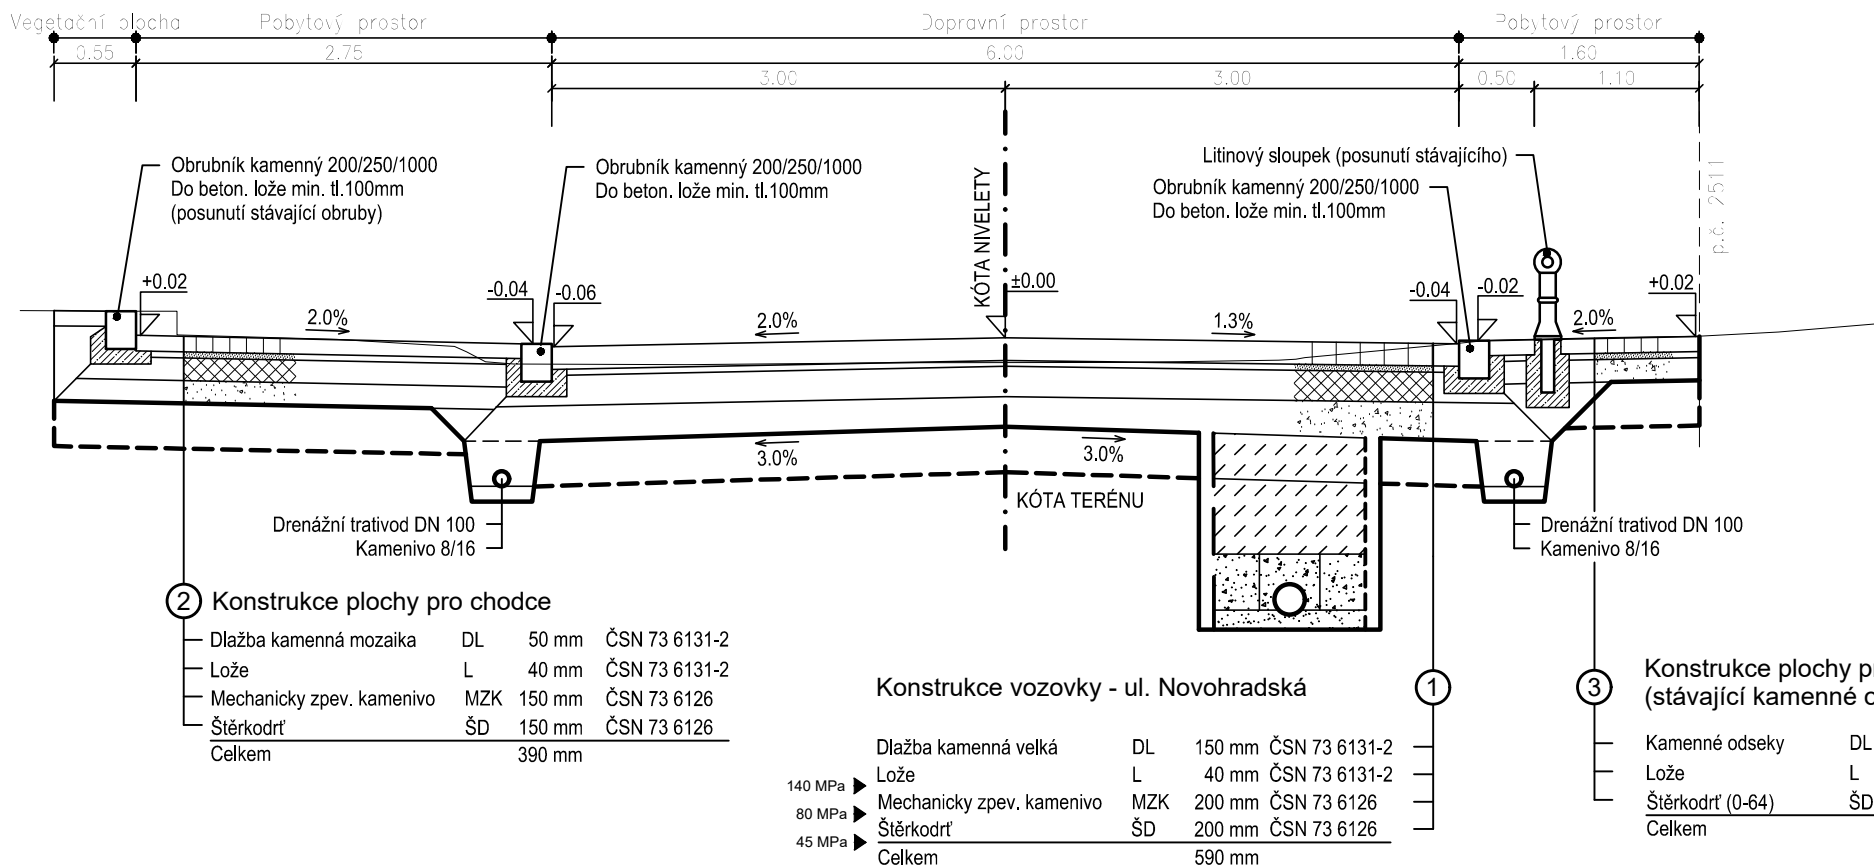 Vegetační plocha Pobytový prostor Dopravní prostor Pobytový prostor
0.55 2.75 6.00 1.60
3.00 3.00 0.50 1.10
Obrubník kamenný 200/250/1000
Do beton. lože min. tl.100mm
(posunutí stávající obruby)
Obrubník kamenný 200/250/1000
Do beton. lože min. tl.100mm
KÓTA NIVELETY
Litinový sloupek (posunutí stávajícího)
Obrubník kamenný 200/250/1000
Do beton. lože min. tl.100mm
p.č. 2511
+0.02 -0.04 -0.06 ±0.00 -0.04 -0.02 +0.02
2.0% 2.0% 1.3% 2.0%
3.0% 3.0%
KÓTA TERÉNU
Drenážní trativod DN 100
Kamenivo 8/16
Drenážní trativod DN 100
Kamenivo 8/16
2 Konstrukce plochy pro chodce
Dlažba kamenná mozaika DL 50 mm ČSN 73 6131-2
Lože L 40 mm ČSN 73 6131-2
Mechanicky zpev. kamenivo MZK 150 mm ČSN 73 6126
Štěrkodrť ŠD 150 mm ČSN 73 6126
Celkem 390 mm
Konstrukce vozovky - ul. Novohradská 1
Dlažba kamenná velká DL 150 mm ČSN 73 6131-2
Lože L 40 mm ČSN 73 6131-2
140 MPa
Mechanicky zpev. kamenivo MZK 200 mm ČSN 73 6126
80 MPa
Štěrkodrť ŠD 200 mm ČSN 73 6126
45 MPa
Celkem 590 mm
3 Konstrukce plochy p
(stávající kamenné
Kamenné odseky DL
Lože L
Štěrkodrť (0-64) ŠD
Celkem